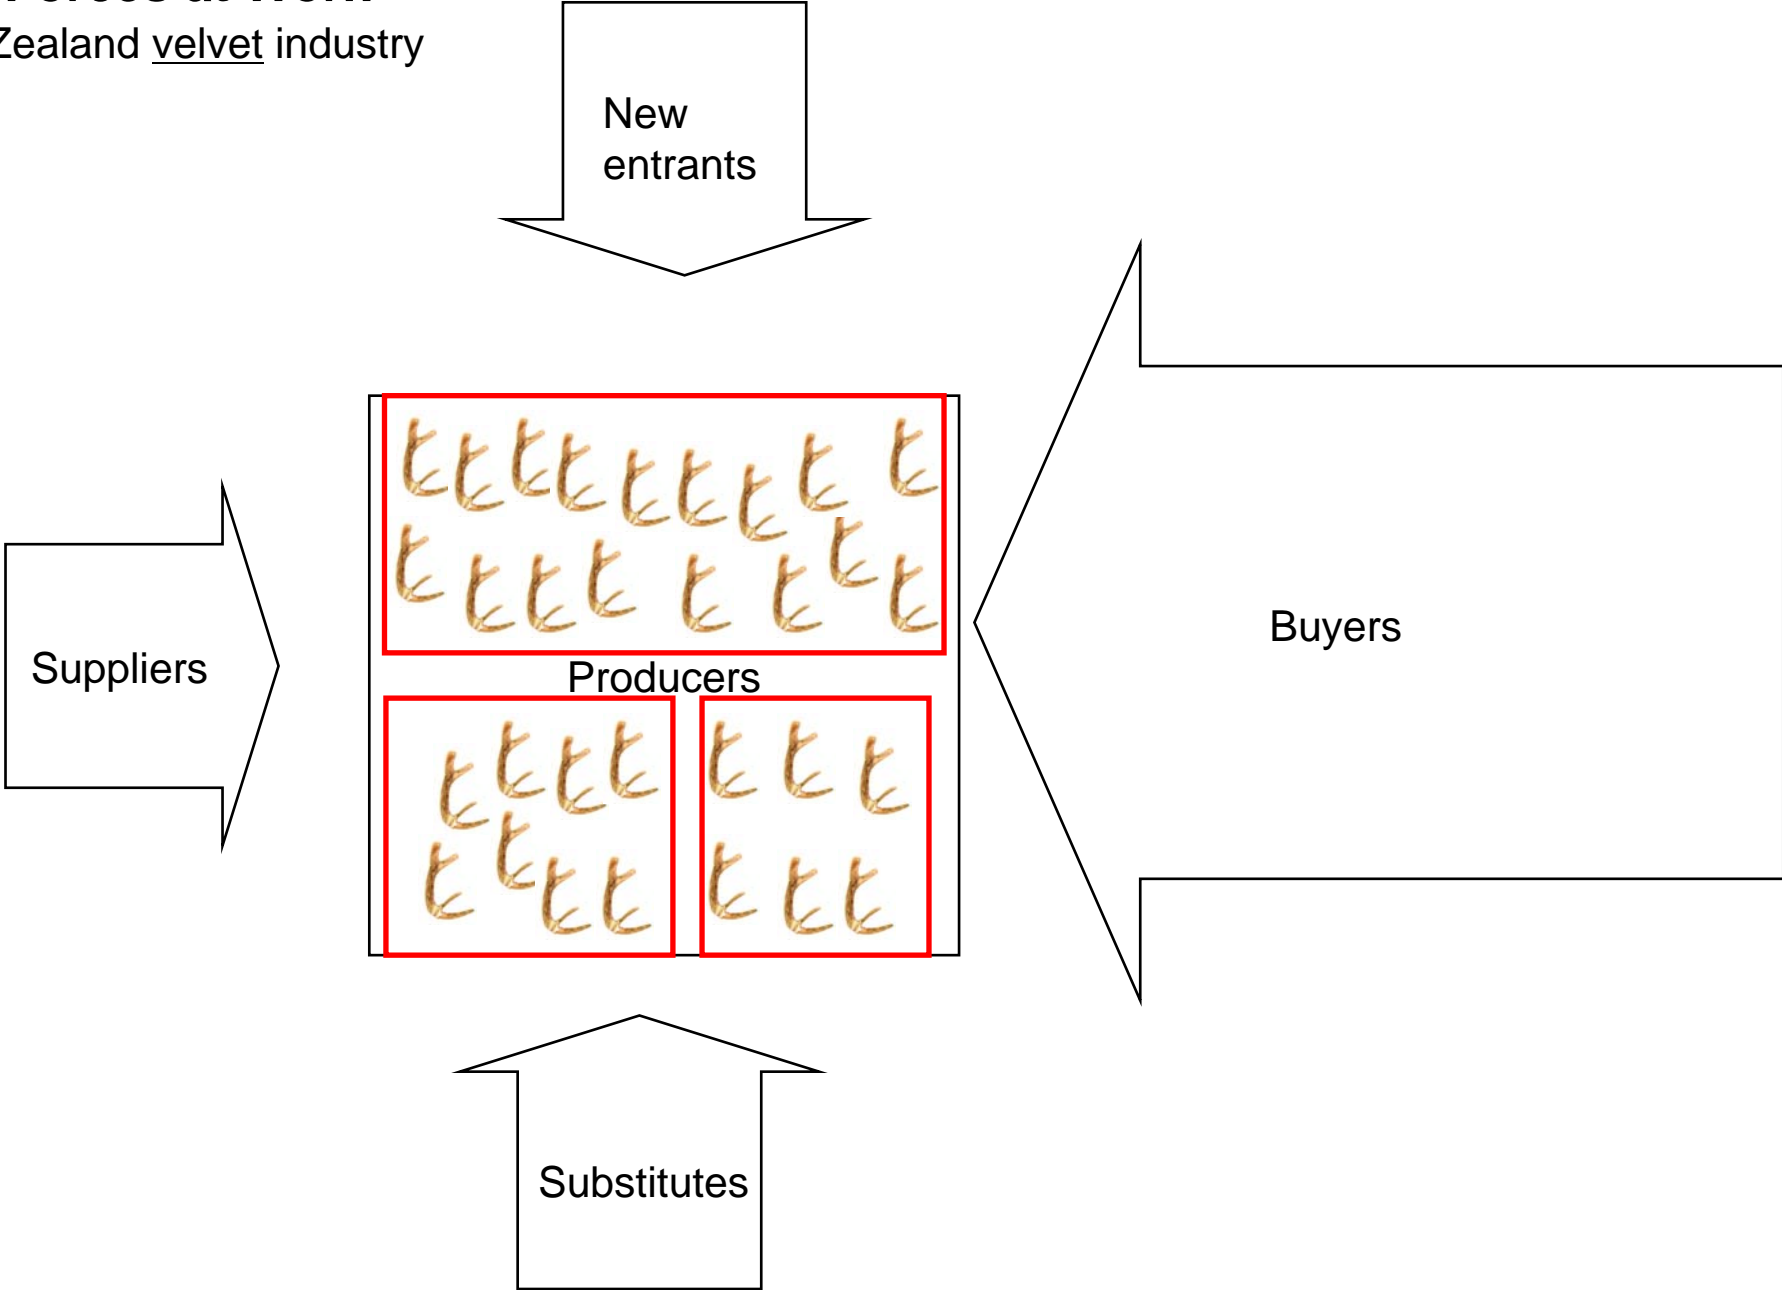 Zealand velvet industry
New
entrants
Buyers
Suppliers
Producers
Substitutes